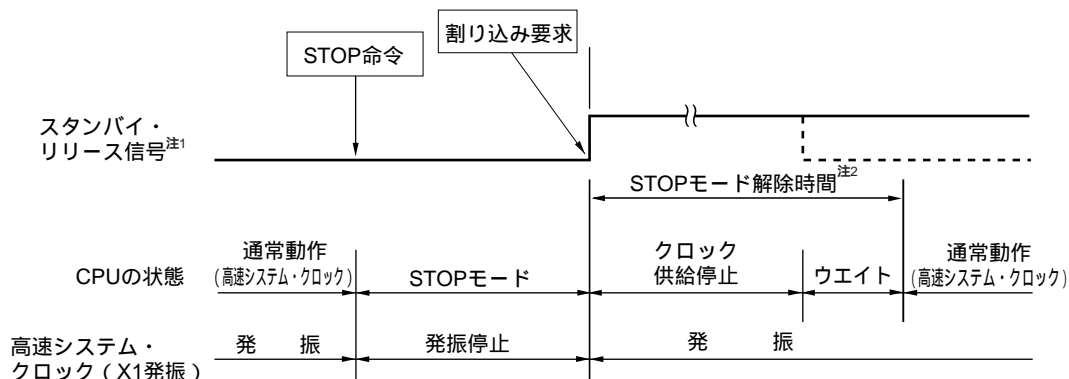 割り込み要求
STOP命令
スタンバイ・
リリース信号注1
STOPモード解除時間注2
通常動作
(高速システム・クロック)
クロック
供給停止
通常動作
(高速システム・クロック)
CPUの状態
STOPモード
ウエイト
高速システム・
クロック（X1発振）
発　振
発振停止
発　振